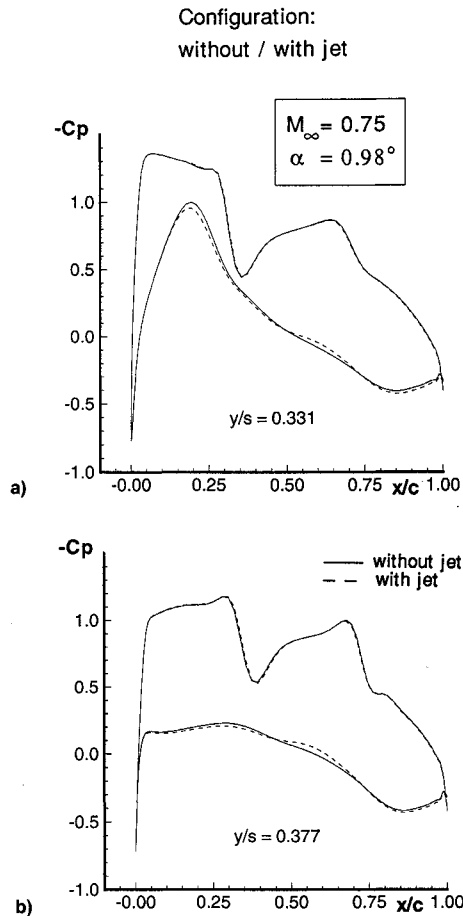 Configuration:
without / with jet
M∞ = 0.75
α = 0.98°
-Cp
1.0
0.5
0.0
-0.5
-1.0
y/s = 0.331
-0.00 0.25 0.50 0.75 x/c 1.00
a)
-Cp
without jet
with jet
1.0
0.5
0.0
-0.5
-1.0
y/s = 0.377
-0.00 0.25 0.50 0.75 x/c 1.00
b)